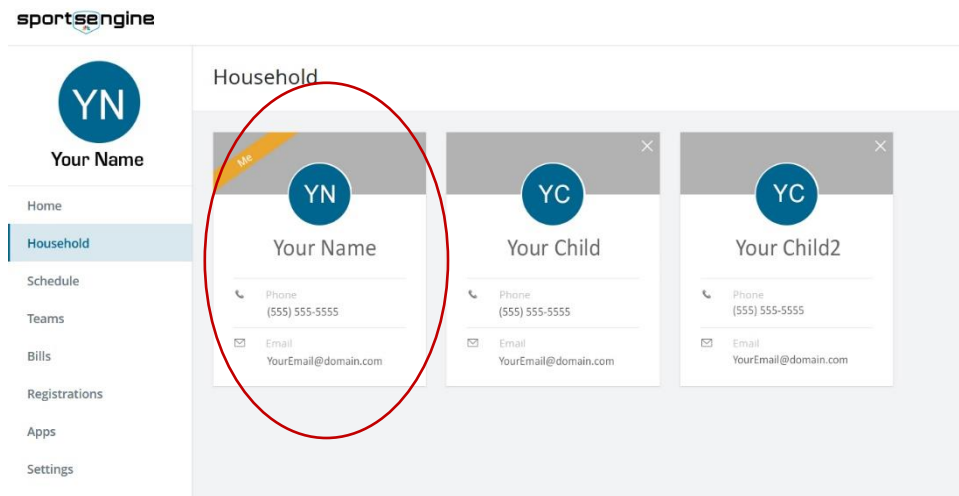 sportsengine
YN
Your Name
Home
Household
Schedule
Teams
Bills
Registrations
Apps
Settings
Household
Me
YN
Your Name
Phone
(555) 555-5555
Email
YourEmail@domain.com
YC
Your Child
Phone
(555) 555-5555
Email
YourEmail@domain.com
YC
Your Child2
Phone
(555) 555-5555
Email
YourEmail@domain.com